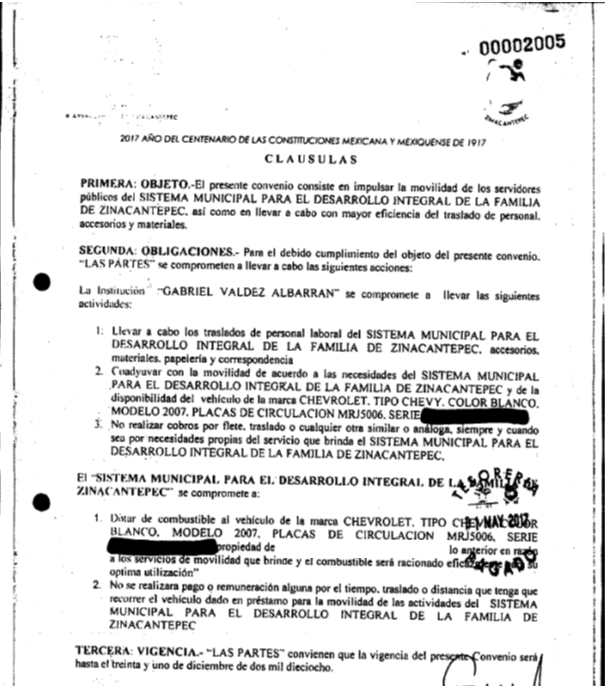 00002005
ZINACANTEPEC
2017 AÑO DEL CENTENARIO DE LAS CONSTITUCIONES MEXICANA Y MEXIQUENSE DE 1917
CLAUSULAS
PRIMERA: OBJETO.-El presente convenio consiste en impulsar la movilidad de los servidores
públicos del SISTEMA MUNICIPAL PARA EL DESARROLLO INTEGRAL DE LA FAMILIA
DE ZINACANTEPEC, así como en llevar a cabo con mayor eficiencia del traslado de personal,
accesorios y materiales.
SEGUNDA: OBLIGACIONES.- Para el debido cumplimiento del objeto del presente convenio.
"LAS PARTES" se comprometen a llevar a cabo las siguientes acciones:
La Institución "GABRIEL VALDEZ ALBARRAN" se compromete a llevar las siguientes
actividades:
1. Llevar a cabo los traslados de personal laboral del SISTEMA MUNICIPAL PARA EL
DESARROLLO INTEGRAL DE LA FAMILIA DE ZINACANTEPEC, accesorios,
materiales, papelería y correspondencia
2. Cuadyuvar con la movilidad de acuerdo a las necesidades del SISTEMA MUNICIPAL
PARA EL DESARROLLO INTEGRAL DE LA FAMILIA DE ZINACANTEPEC y de la
disponibilidad del vehículo de la marca CHEVROLET, TIPO CHEVY, COLOR BLANCO,
MODELO 2007, PLACAS DE CIRCULACION MRJ5006, SERIE
3. No realizar cobros por flete, traslado o cualquier otra similar o análoga, siempre y cuando
sea por necesidades propias del servicio que brinda el SISTEMA MUNICIPAL PARA EL
DESARROLLO INTEGRAL DE LA FAMILIA DE ZINACANTEPEC.
El "SISTEMA MUNICIPAL PARA EL DESARROLLO INTEGRAL DE LA FAMILIA DE
ZINACANTEPEC" se compromete a:
1. Dotar de combustible al vehículo de la marca CHEVROLET, TIPO
BLANCO, MODELO 2007, PLACAS DE CIRCULACION MRJ5006, SERIE
propiedad de lo anterior en razón
a los servicios de movilidad que brinde y el combustible será racionado su
optima utilización"
2. No se realizara pago o remuneración alguna por el tiempo, traslado o distancia que tenga que
recorrer el vehículo dado en préstamo para la movilidad de las actividades del SISTEMA
MUNICIPAL PARA EL DESARROLLO INTEGRAL DE LA FAMILIA DE
ZINACANTEPEC
MAY 2017
PAGADO
TERCERA: VIGENCIA.- "LAS PARTES" convienen que la vigencia del presente Convenio será
hasta el treinta y uno de diciembre de dos mil dieciocho.